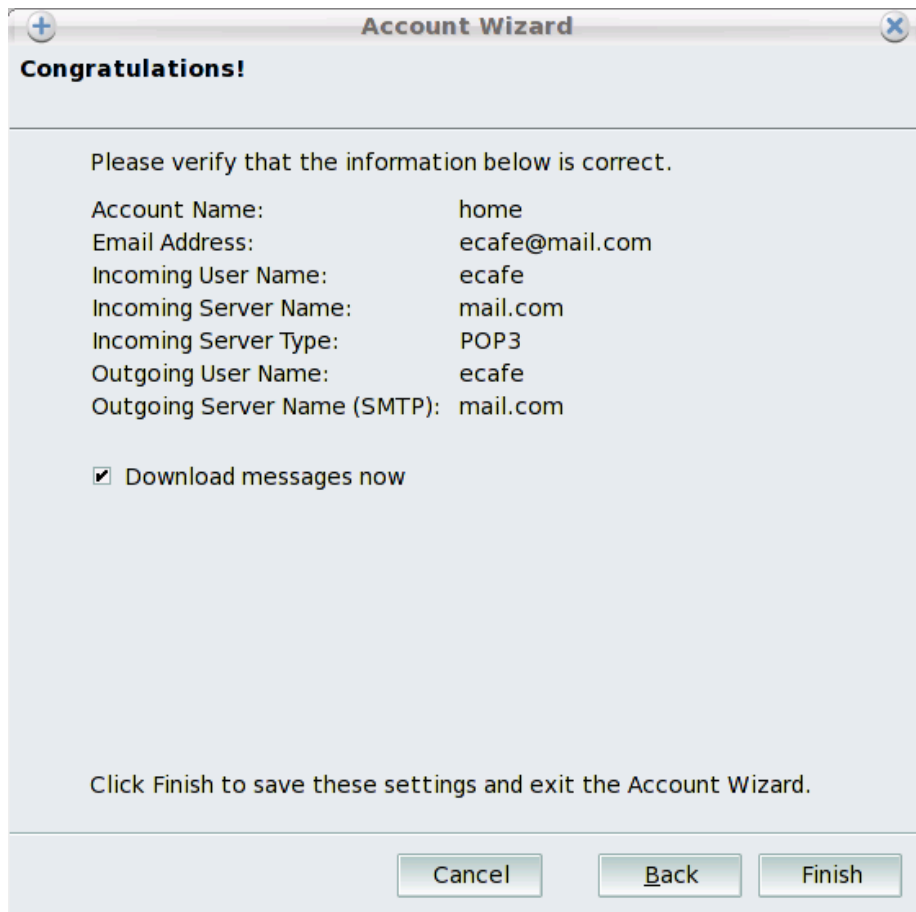 Account Wizard
Congratulations!
Please verify that the information below is correct.
Account Name: home
Email Address: ecafe@mail.com
Incoming User Name: ecafe
Incoming Server Name: mail.com
Incoming Server Type: POP3
Outgoing User Name: ecafe
Outgoing Server Name (SMTP): mail.com
Download messages now
Click Finish to save these settings and exit the Account Wizard.
Cancel Back Finish